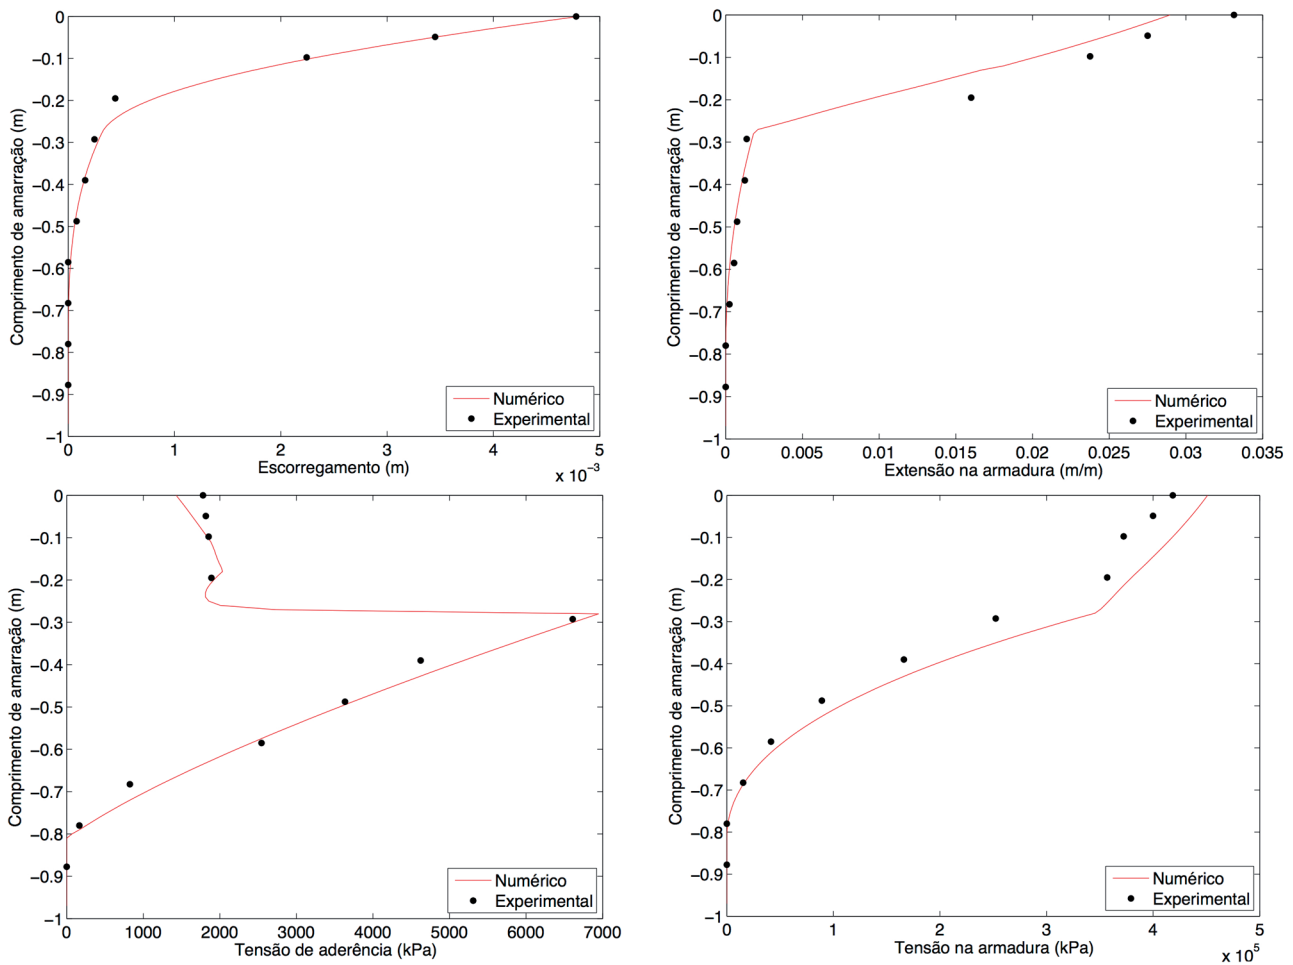 0
−0.1
−0.2
−0.3
−0.4
−0.5
−0.6
−0.7
−0.8
−0.9
−1
Comprimento de amarração (m)
Numérico
Experimental
0 1 2 3 4 5
Escorregamento (m)
x 10⁻³
0
−0.1
−0.2
−0.3
−0.4
−0.5
−0.6
−0.7
−0.8
−0.9
−1
Comprimento de amarração (m)
Numérico
Experimental
0 0.005 0.01 0.015 0.02 0.025 0.03 0.035
Extensão na armadura (m/m)
0
−0.1
−0.2
−0.3
−0.4
−0.5
−0.6
−0.7
−0.8
−0.9
−1
Comprimento de amarração (m)
Numérico
Experimental
0 1000 2000 3000 4000 5000 6000 7000
Tensão de aderência (kPa)
0
−0.1
−0.2
−0.3
−0.4
−0.5
−0.6
−0.7
−0.8
−0.9
−1
Comprimento de amarração (m)
Numérico
Experimental
0 1 2 3 4 5
Tensão na armadura (kPa)
x 10⁵